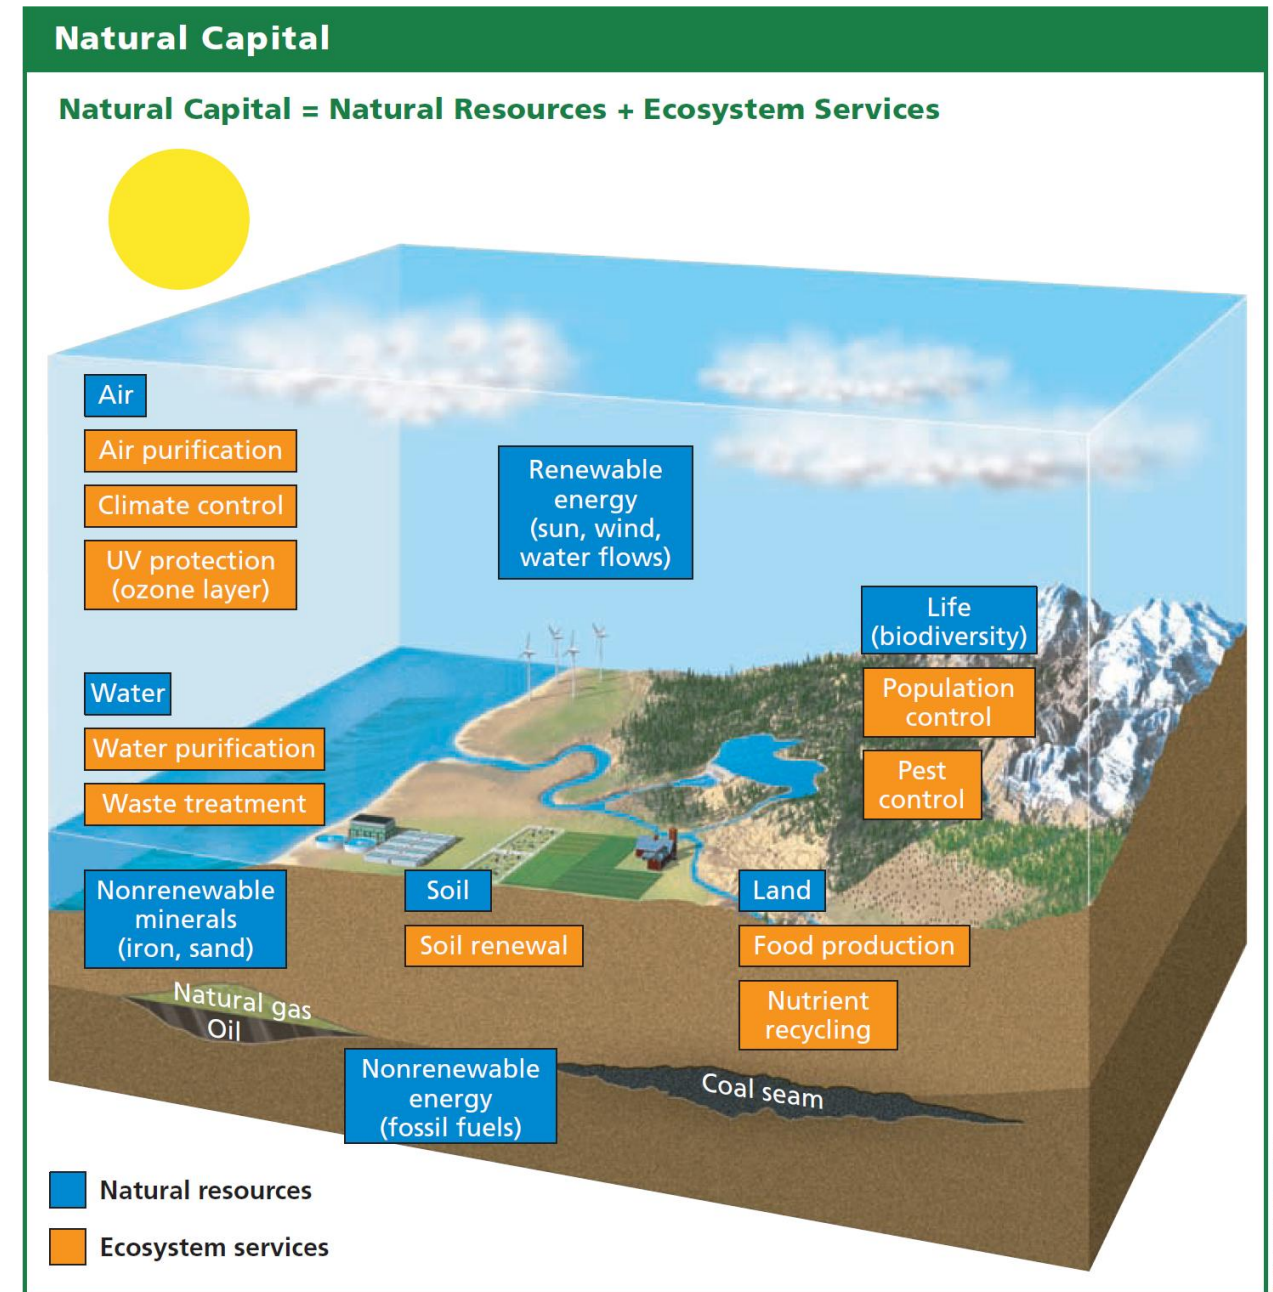 Natural Capital
Natural Capital = Natural Resources + Ecosystem Services
Air
Air purification
Climate control
UV protection
(ozone layer)
Renewable
energy
(sun, wind,
water flows)
Life
(biodiversity)
Population
control
Pest
control
Water
Water purification
Waste treatment
Nonrenewable
minerals
(iron, sand)
Soil
Soil renewal
Land
Food production
Nutrient
recycling
Natural gas
Oil
Nonrenewable
energy
(fossil fuels)
Coal seam
Natural resources
Ecosystem services